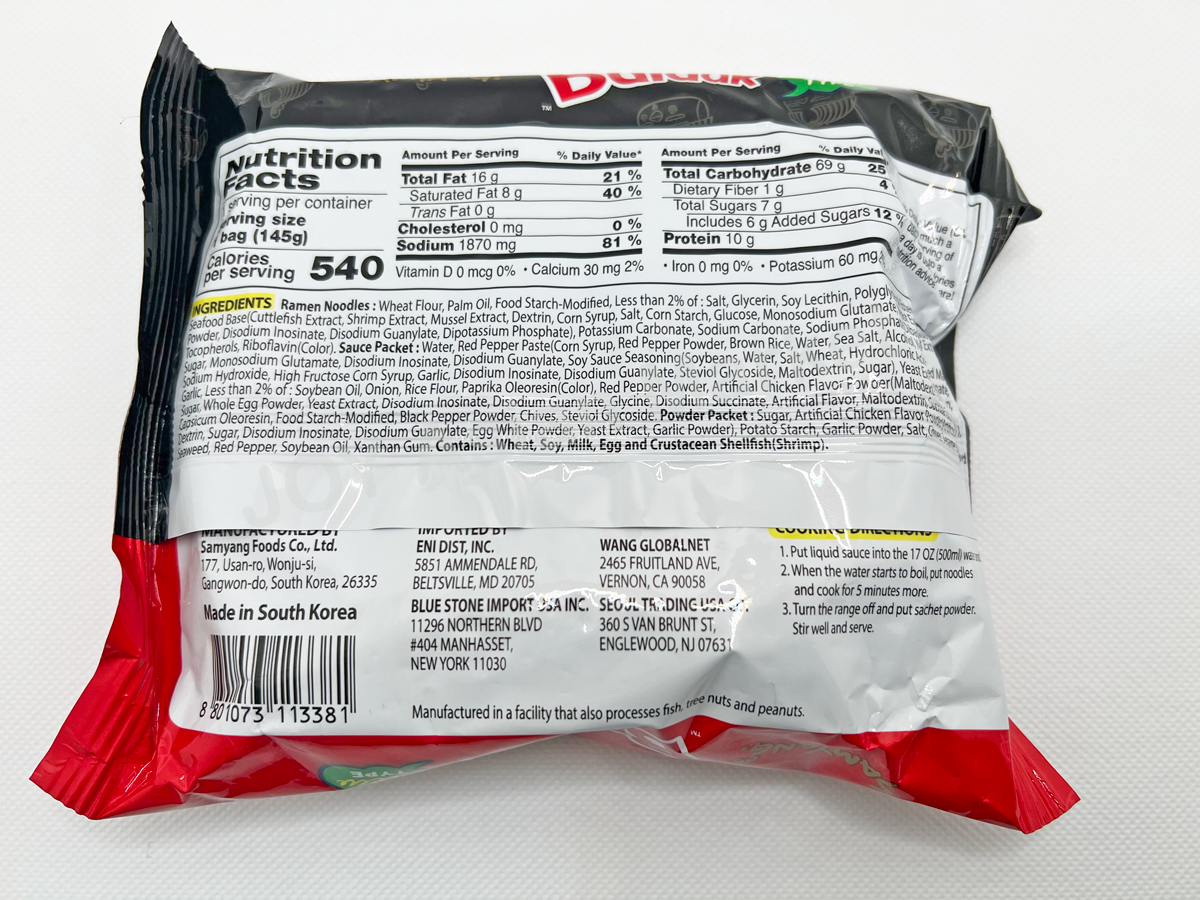 Buldak
TM
Nutrition
Facts
serving per container
bag (145g)
Calories
per serving 540
Amount Per Serving % Daily Value*
Total Fat 16 g 21 %
Saturated Fat 8 g 40 %
Trans Fat 0 g
Cholesterol 0 mg 0 %
Sodium 1870 mg 81 %
Vitamin D 0 mcg 0% • Calcium 30 mg 2%
Amount Per Serving % Daily
Total Carbohydrate 69 g 25
Dietary Fiber 1 g 4
Total Sugars 7 g
Includes 6 g Added Sugars 12 %
Protein 10 g
• Iron 0 mg 0% • Potassium 60 mg
INGREDIENTS Ramen Noodles : Wheat Flour, Palm Oil, Food Starch-Modified, Less than 2% of : Salt, Glycerin, Soy Lecithin,
Seafood Base(Cuttlefish Extract, Shrimp Extract, Mussel Extract, Dextrin, Corn Syrup, Salt, Corn Starch, Glucose, Monosodium Glutamate
Powder, Disodium Inosinate, Disodium Guanylate, Dipotassium Phosphate), Potassium Carbonate, Sodium Carbonate, Sodium
Tocopherols, Riboflavin(Color). Sauce Packet : Water, Red Pepper Paste(Corn Syrup, Red Pepper Powder, Brown Rice, Water, Sea Salt,
Sugar, Monosodium Glutamate, Disodium Inosinate, Disodium Guanylate, Soy Sauce Seasoning(Soybeans, Water, Salt, Wheat, Hydrochloric
Sodium Hydroxide, High Fructose Corn Syrup, Garlic, Disodium Inosinate, Disodium Guanylate, Steviol Glycoside, Maltodextrin, Sugar), Yeast
Garlic, Less than 2% of : Soybean Oil, Onion, Rice Flour, Paprika Oleoresin(Color), Red Pepper Powder, Artificial Chicken Flavor Powder(Maltodextrin,
Sugar, Whole Egg Powder, Yeast Extract, Disodium Inosinate, Disodium Guanylate, Glycine, Disodium Succinate, Artificial Flavor, Maltodextrin,
Capsicum Oleoresin, Food Starch-Modified, Black Pepper Powder, Chives, Steviol Glycoside. Powder Packet : Sugar, Artificial Chicken Flavor
Dextrin, Sugar, Disodium Inosinate, Disodium Guanylate, Egg White Powder, Yeast Extract, Garlic Powder), Potato Starch, Garlic Powder, Salt,
Seaweed, Red Pepper, Soybean Oil, Xanthan Gum. Contains : Wheat, Soy, Milk, Egg and Crustacean Shellfish(Shrimp).
MANUFACTURED BY
Samyang Foods Co., Ltd.
177, Usan-ro, Wonju-si,
Gangwon-do, South Korea, 26335
Made in South Korea
8 801073 113381
IMPORTED BY
ENI DIST, INC.
5851 AMMENDALE RD,
BELTSVILLE, MD 20705
BLUE STONE IMPORT USA INC.
11296 NORTHERN BLVD
#404 MANHASSET,
NEW YORK 11030
WANG GLOBALNET
2465 FRUITLAND AVE,
VERNON, CA 90058
SEOUL TRADING USA CO.
360 S VAN BRUNT ST,
ENGLEWOOD, NJ 07631
COOKING DIRECTIONS
1. Put liquid sauce into the 17 OZ (500ml)
2. When the water starts to boil, put noodles
and cook for 5 minutes more.
3. Turn the range off and put sachet powder.
Stir well and serve.
Manufactured in a facility that also processes fish, tree nuts and peanuts.
TM
TYPE